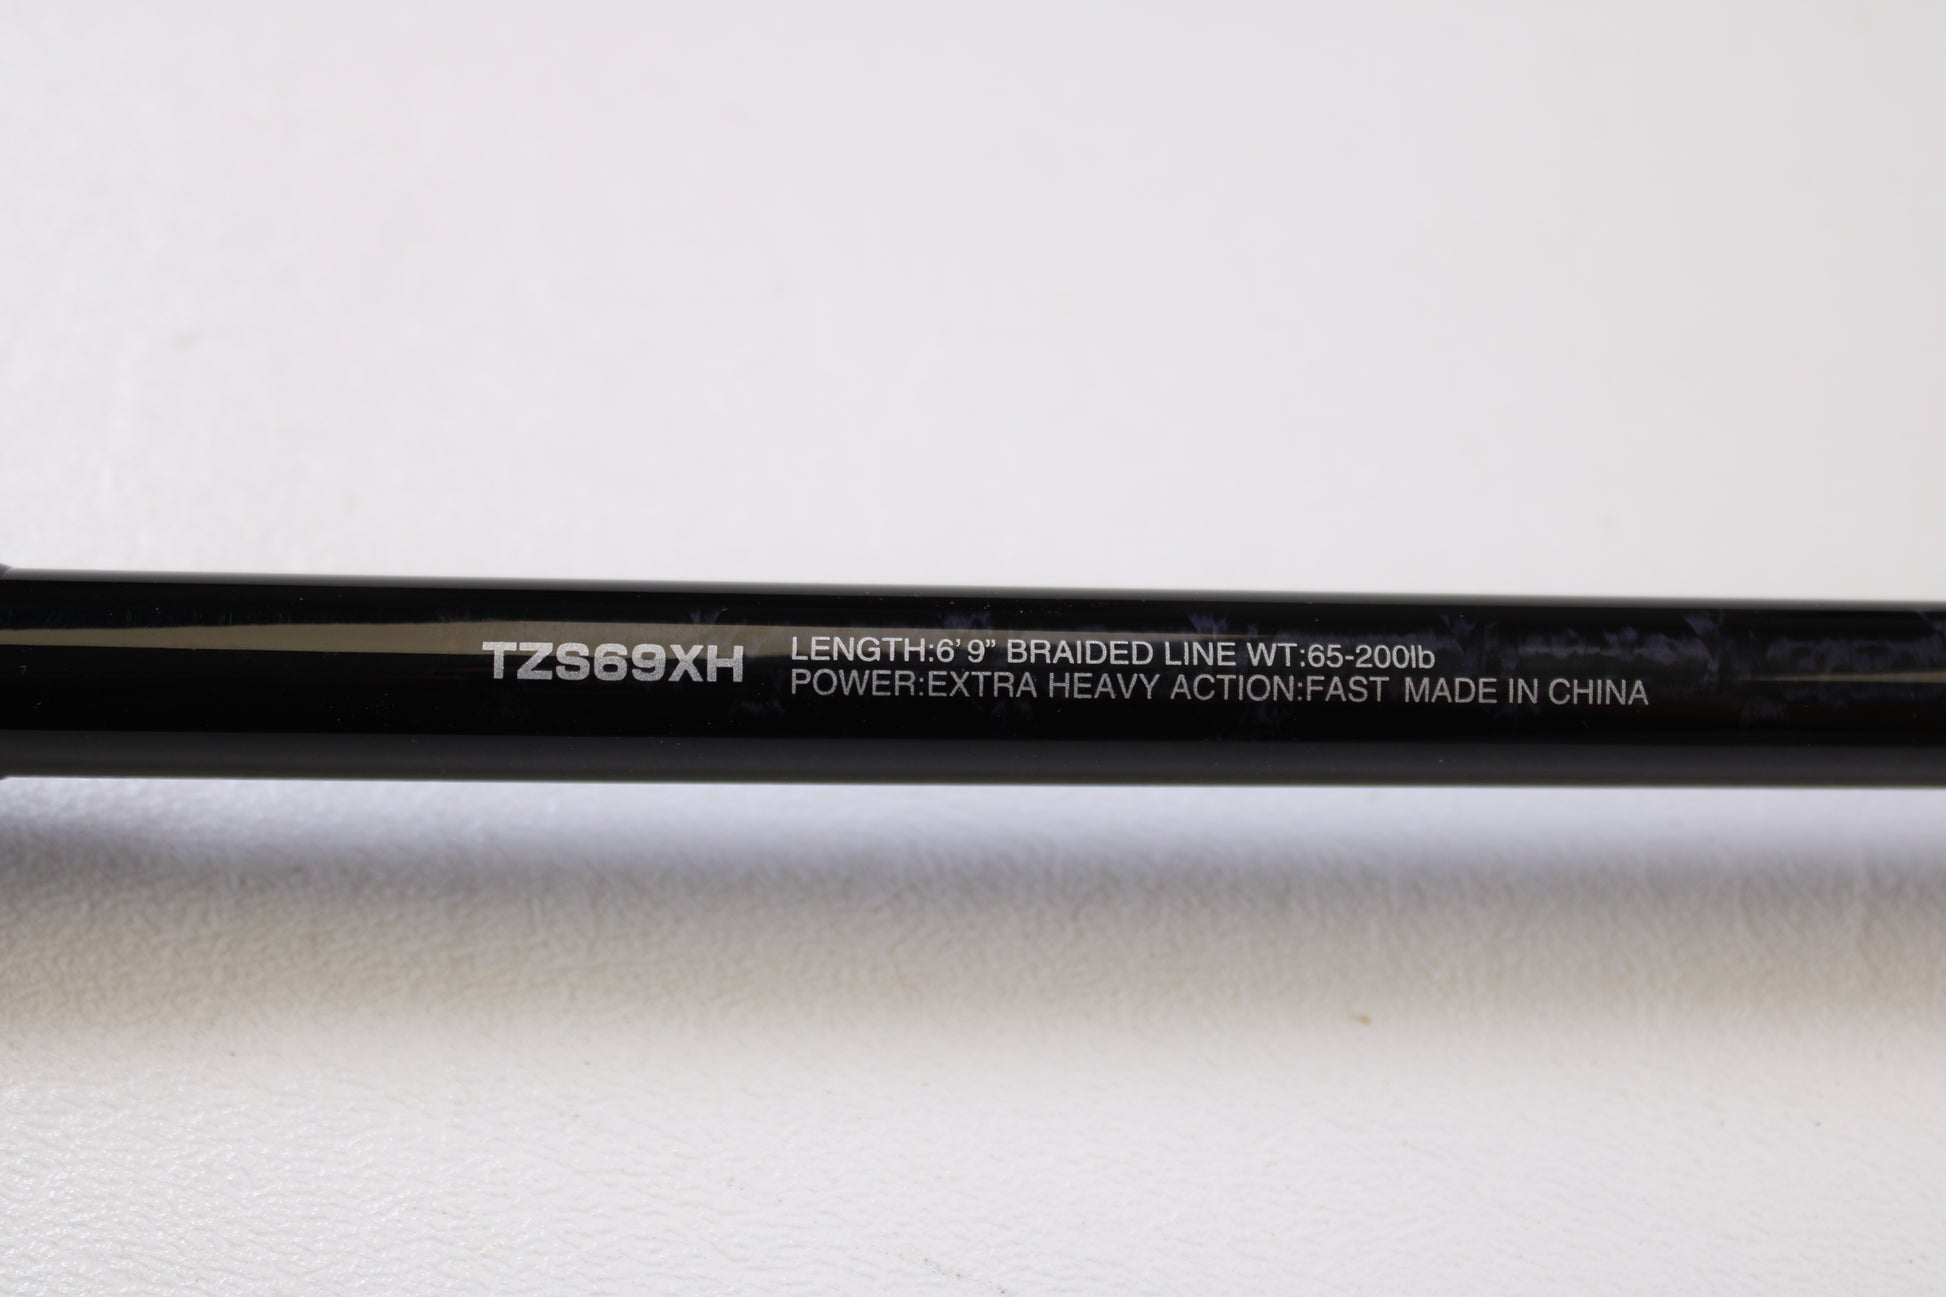 TZS69XH
LENGTH:6'9" BRAIDED LINE WT:65-200lb
POWER:EXTRA HEAVY ACTION:FAST MADE IN CHINA